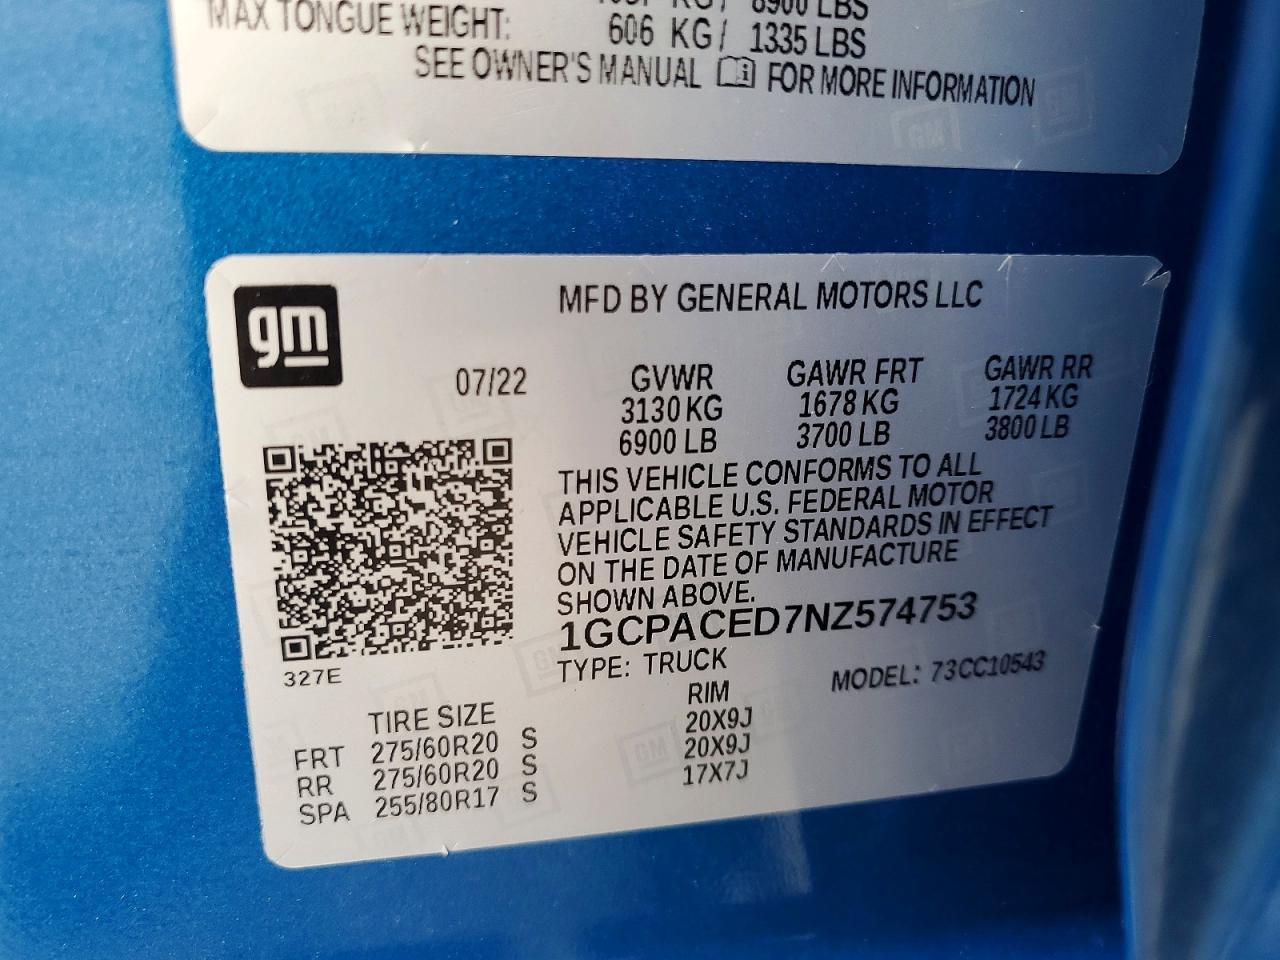 8900 LBS
MAX TONGUE WEIGHT: 606 KG / 1335 LBS
SEE OWNER'S MANUAL FOR MORE INFORMATION
gm
MFD BY GENERAL MOTORS LLC
07/22 GVWR GAWR FRT GAWR RR
3130 KG 1678 KG 1724 KG
6900 LB 3700 LB 3800 LB
THIS VEHICLE CONFORMS TO ALL
APPLICABLE U.S. FEDERAL MOTOR
VEHICLE SAFETY STANDARDS IN EFFECT
ON THE DATE OF MANUFACTURE
SHOWN ABOVE.
1GCPACED7NZ574753
327E
TYPE: TRUCK MODEL: 73CC10543
TIRE SIZE RIM
FRT 275/60R20 S 20X9J
RR 275/60R20 S 20X9J
SPA 255/80R17 S 17X7J